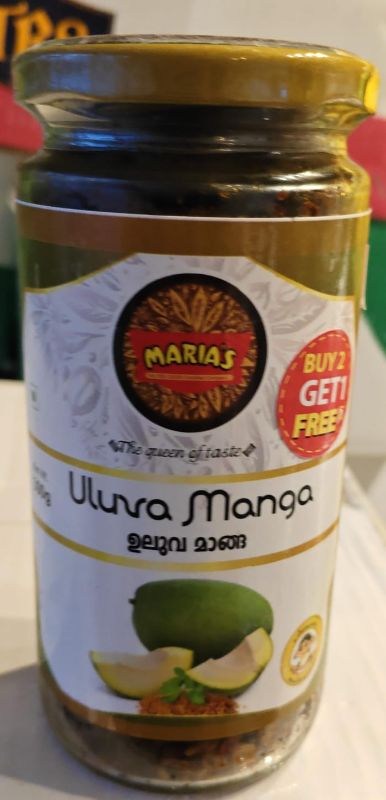 MARIA'S
The queen of taste
BUY 2
GET 1
FREE*
Uluva Manga
ഉലുവ മാങ്ങ